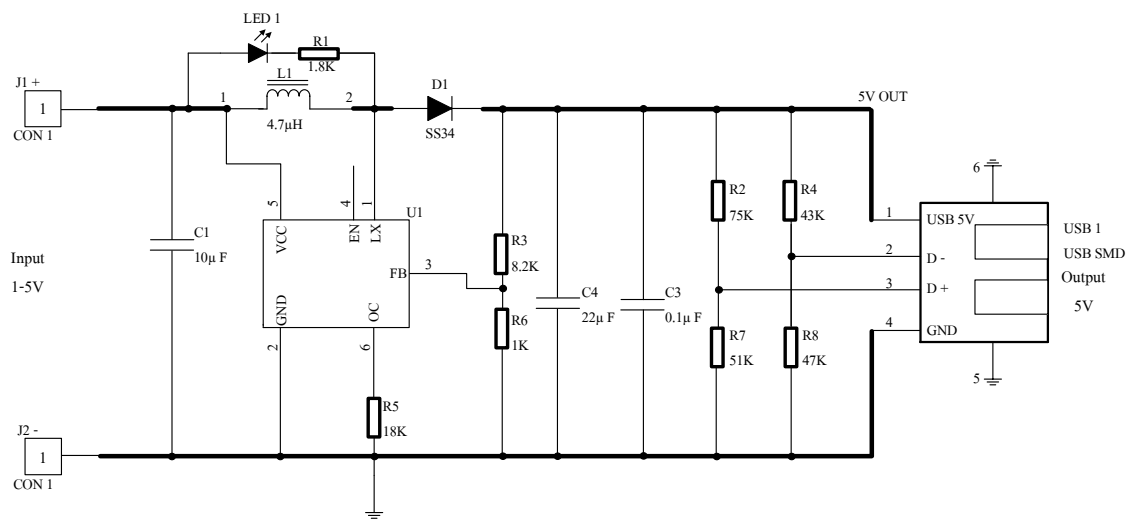 LED 1
R1
1.8K
J1 +
1
CON 1
1
L1
2
4.7μH
D1
SS34
5V OUT
6
R2
75K
R4
43K
5
4
1
U1
VCC
EN
LX
1
USB 5V
USB 1
C1
10μ F
R3
8.2K
2
D -
USB SMD
Input
1-5V
FB
3
3
D +
Output
5V
C4
22μ F
C3
0.1μ F
GND
OC
R6
1K
4
GND
R7
51K
R8
47K
2
6
5
R5
18K
J2 -
1
CON 1